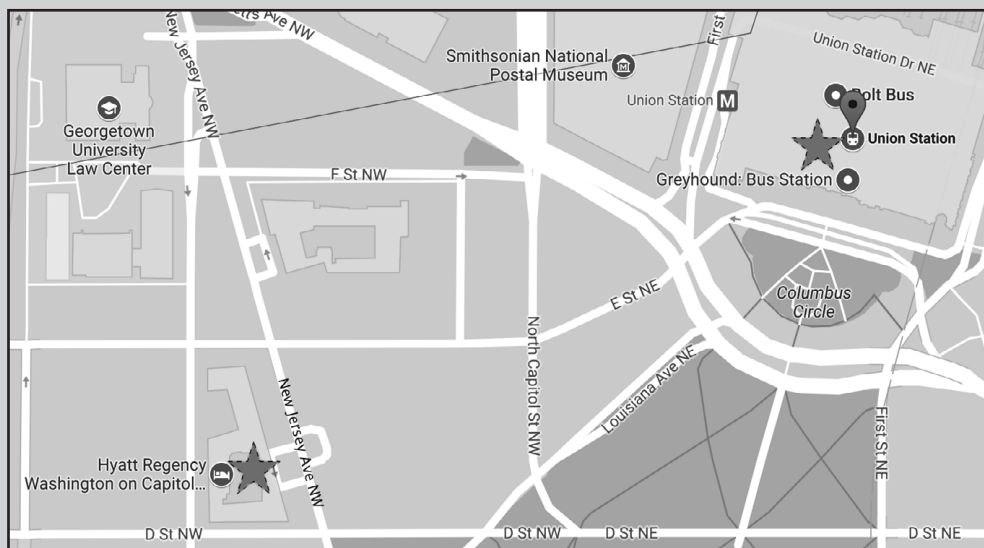 New Jersey Ave NW
etts Ave NW
First
Union Station Dr NE
Smithsonian National
Postal Museum
Union Station M
Bolt Bus
Union Station
Georgetown
University
Law Center
F St NW
Greyhound: Bus Station
E St NE
Columbus
Circle
North Capitol St NW
Louisiana Ave NE
New Jersey Ave NW
First St NE
Hyatt Regency
Washington on Capitol...
D St NW
D St NW
D St NE
D St NE